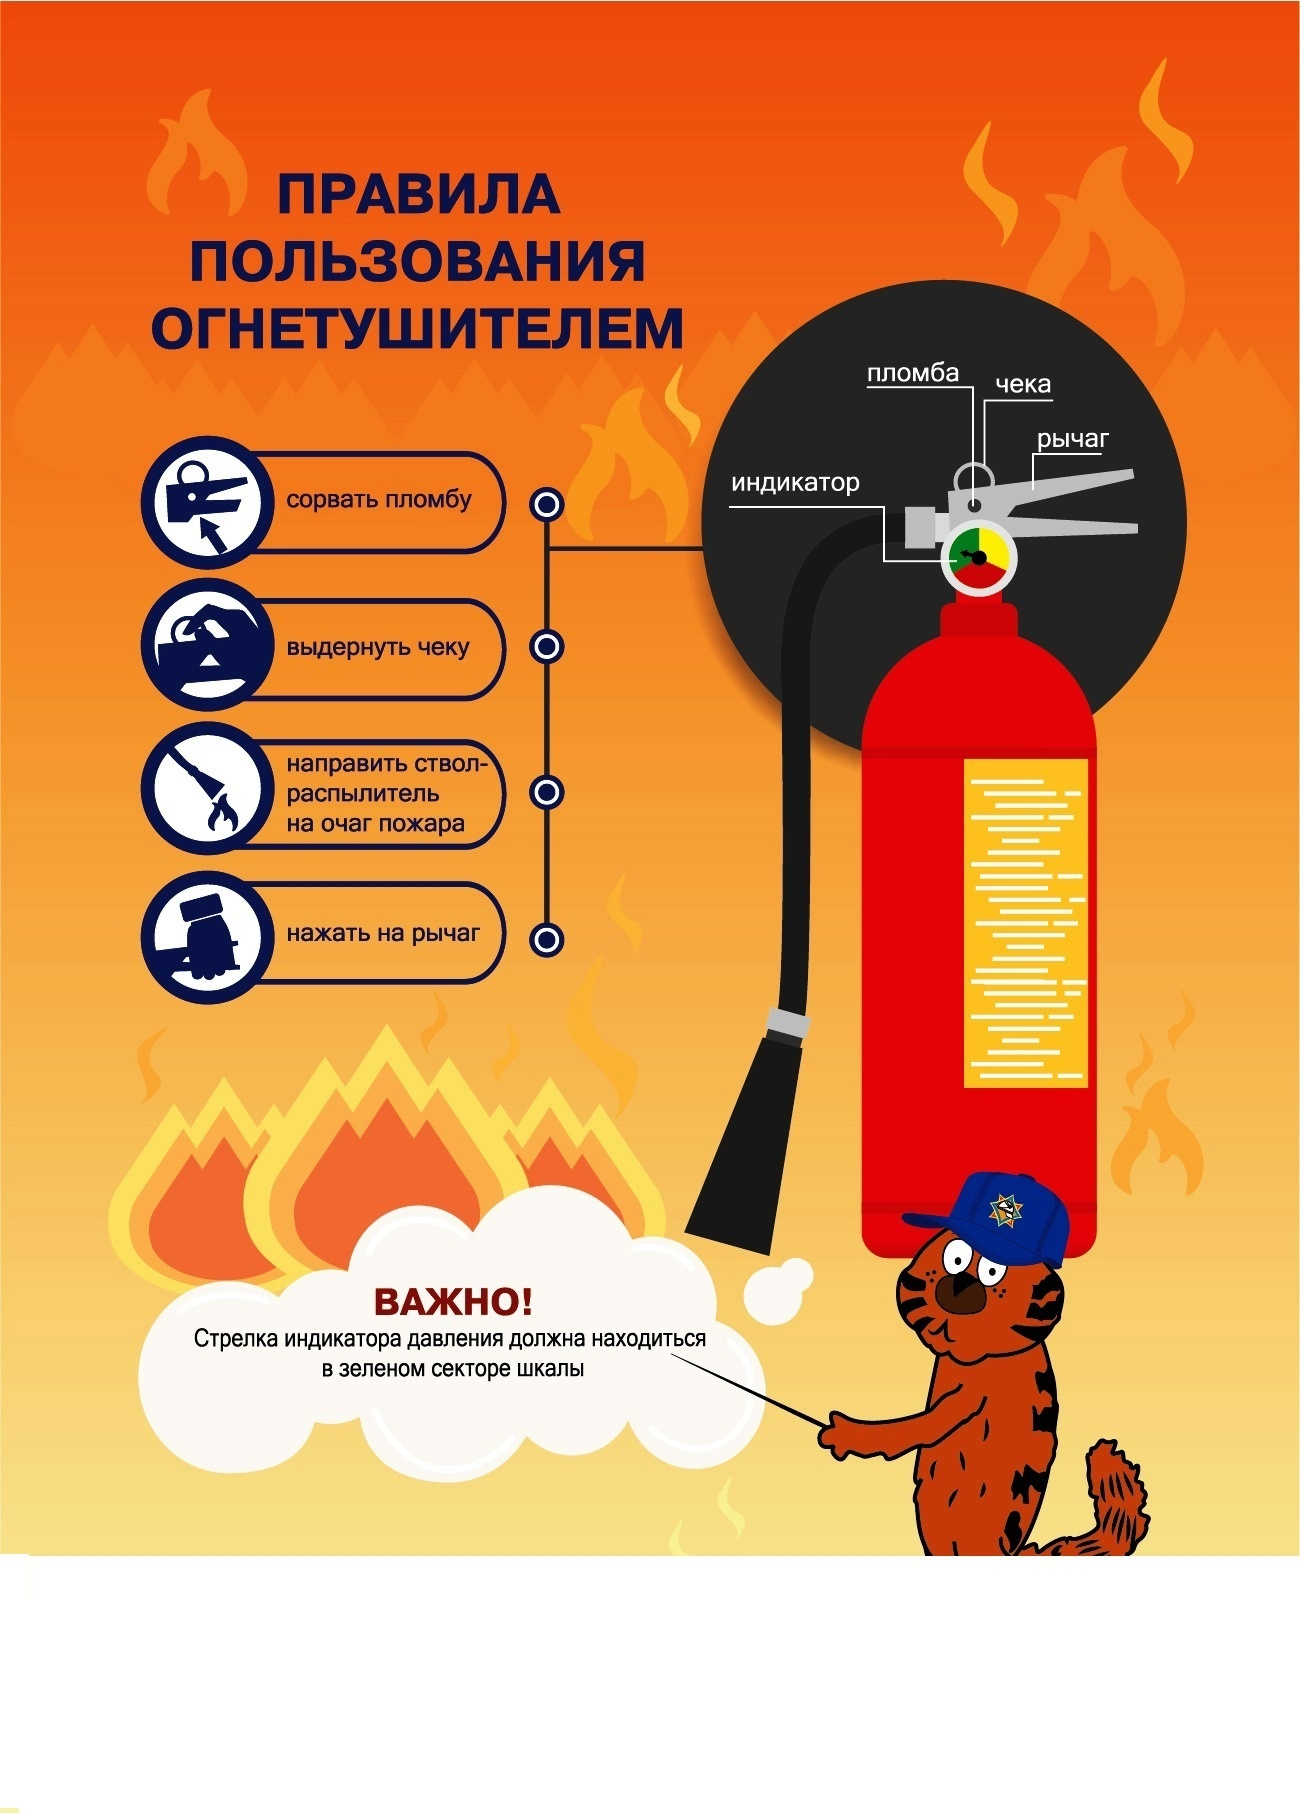 ПРАВИЛА
ПОЛЬЗОВАНИЯ
ОГНЕТУШИТЕЛЕМ
пломба
чека
рычаг
индикатор
сорвать пломбу
выдернуть чеку
направить ствол-
распылитель
на очаг пожара
нажать на рычаг
ВАЖНО!
Стрелка индикатора давления должна находиться
в зеленом секторе шкалы